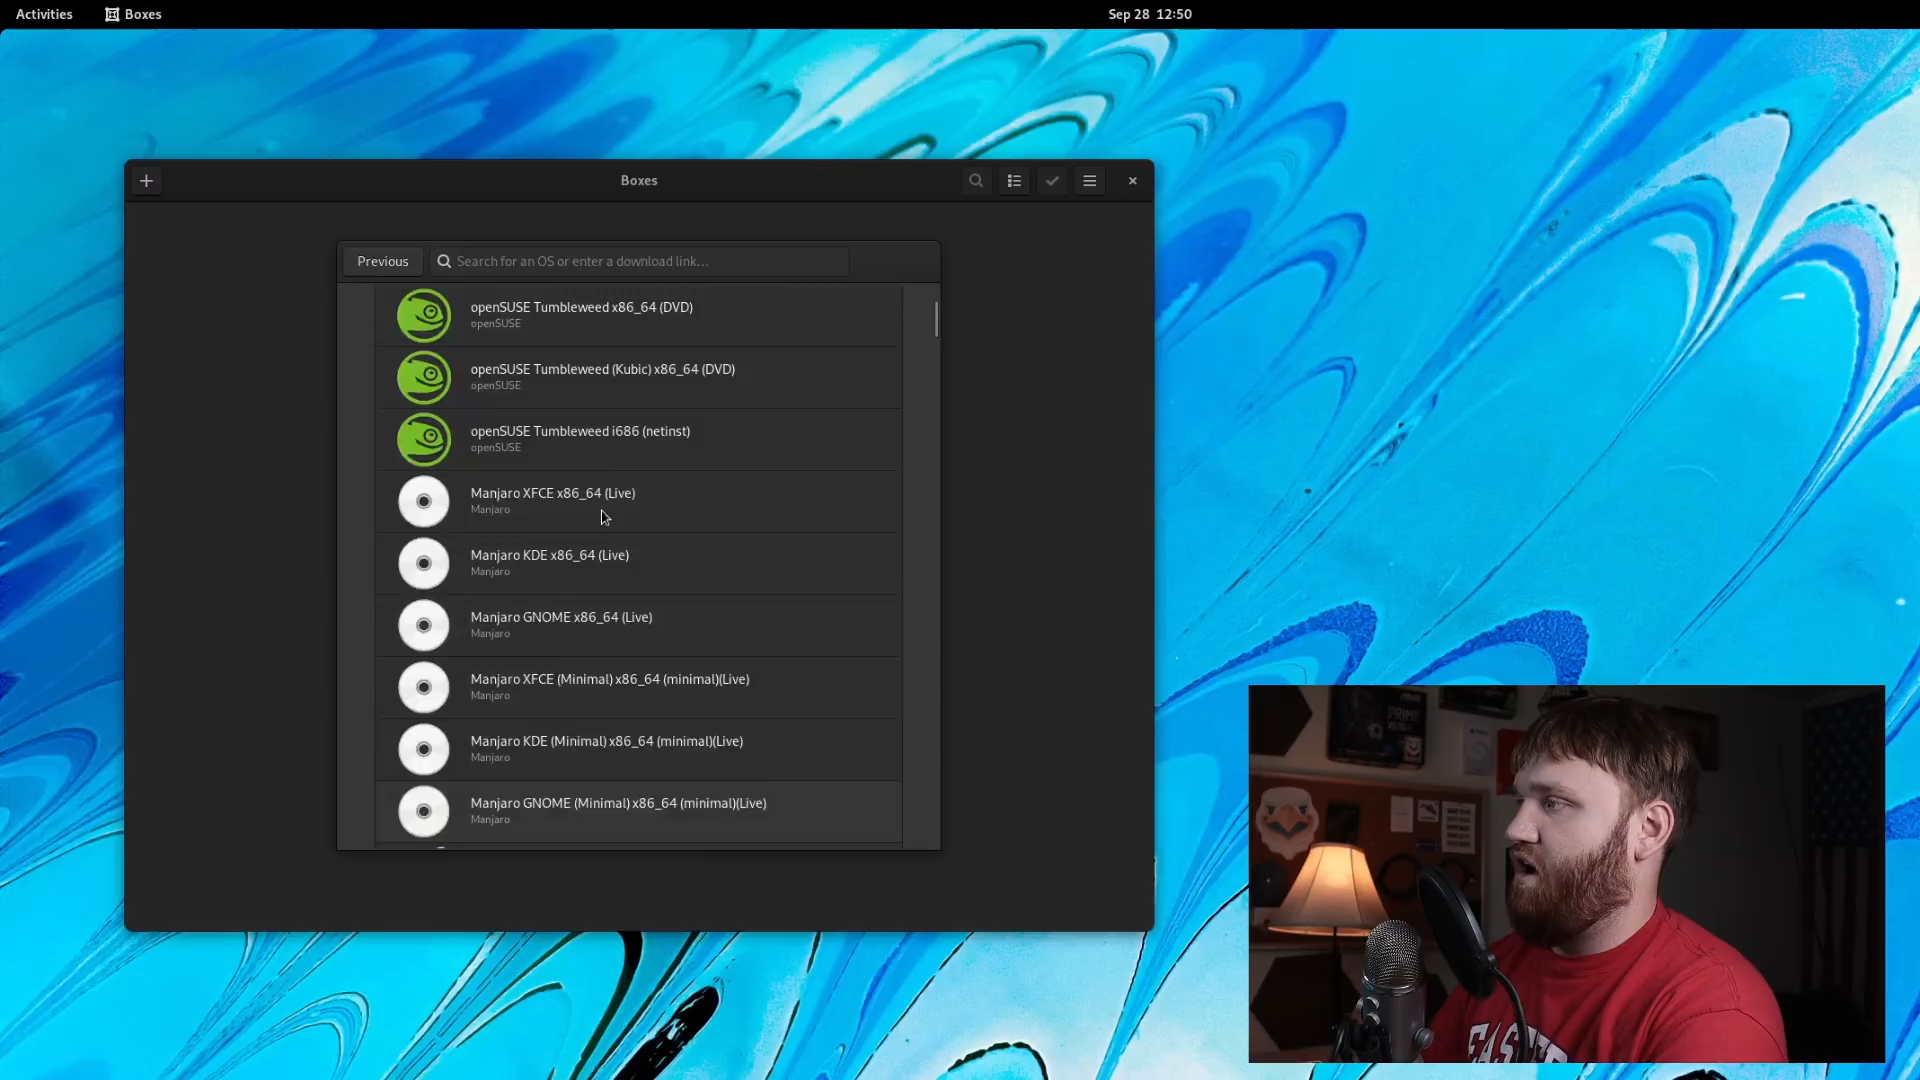 Activities
Boxes
Sep 28 12:50
Boxes
Previous
Search for an OS or enter a download link...
openSUSE Tumbleweed x86_64 (DVD)
openSUSE
openSUSE Tumbleweed (Kubic) x86_64 (DVD)
openSUSE
openSUSE Tumbleweed i686 (netinst)
openSUSE
Manjaro XFCE x86_64 (Live)
Manjaro
Manjaro KDE x86_64 (Live)
Manjaro
Manjaro GNOME x86_64 (Live)
Manjaro
Manjaro XFCE (Minimal) x86_64 (minimal)(Live)
Manjaro
Manjaro KDE (Minimal) x86_64 (minimal)(Live)
Manjaro
Manjaro GNOME (Minimal) x86_64 (minimal)(Live)
Manjaro
PRIME